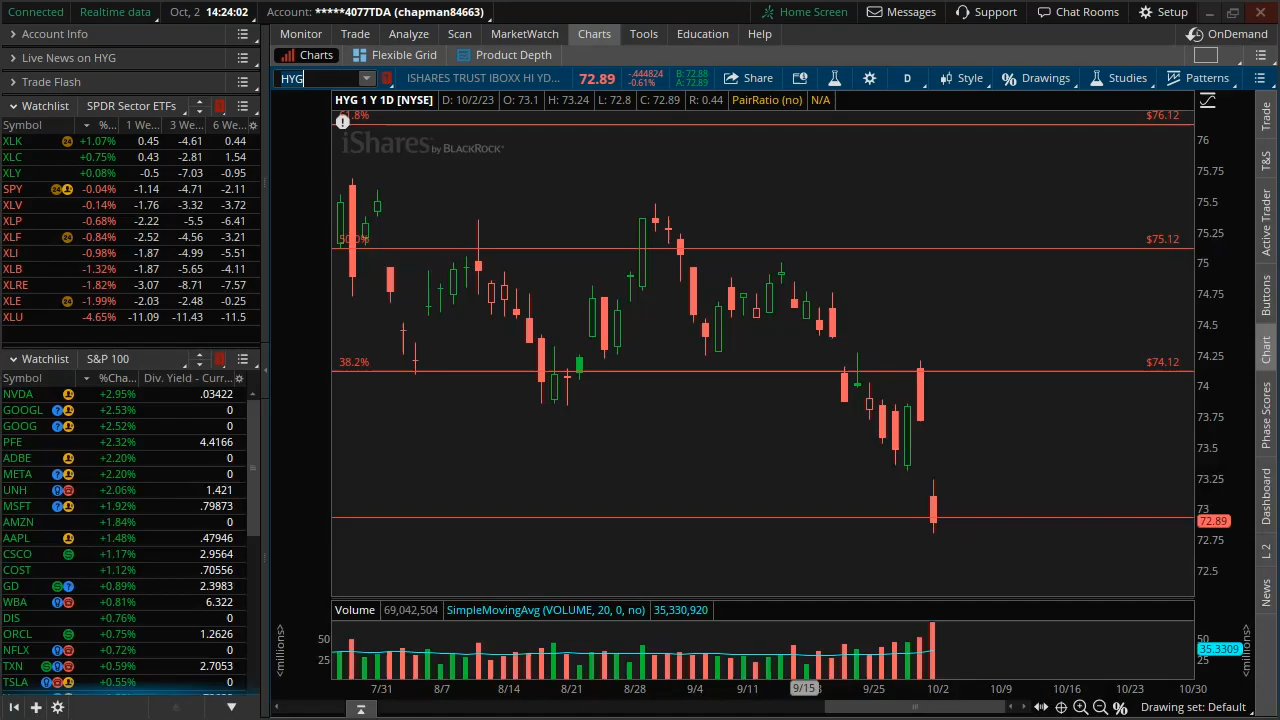 Connected Realtime data Oct, 2 14:24:02 Account: *****4077TDA (chapman84663) Home Screen Messages Support Chat Rooms Setup
Account Info Monitor Trade Analyze Scan MarketWatch Charts Tools Education Help OnDemand
Live News on HYG Charts Flexible Grid Product Depth
Trade Flash HYG ISHARES TRUST IBOXX HI YD... 72.89 -.444824 -0.61% B: 72.88 A: 72.89 Share D Style Drawings Studies Patterns
Watchlist SPDR Sector ETFs
HYG 1 Y 1D [NYSE] D: 10/2/23 O: 73.1 H: 73.24 L: 72.8 C: 72.89 R: 0.44 PairRatio (no) N/A
Symbol %... 1 We... 3 We... 6 We...
XLK +1.07% 0.45 -4.61 0.44
XLC +0.75% 0.43 -2.81 1.54
XLY +0.08% -0.5 -7.03 -0.95
SPY -0.04% -1.14 -4.71 -2.11
XLV -0.14% -1.76 -3.32 -3.72
XLP -0.68% -2.22 -5.5 -6.41
XLF -0.84% -2.52 -4.56 -3.21
XLI -0.98% -1.87 -4.99 -5.51
XLB -1.32% -1.87 -5.65 -4.11
XLRE -1.82% -3.07 -8.71 -7.57
XLE -1.99% -2.03 -2.48 -0.25
XLU -4.65% -11.09 -11.43 -11.5
Watchlist S&P 100
Symbol %Cha... Div. Yield - Curr...
NVDA +2.95% .03422
GOOGL +2.53% 0
GOOG +2.52% 0
PFE +2.32% 4.4166
ADBE +2.20% 0
META +2.20% 0
UNH +2.06% 1.421
MSFT +1.92% .79873
AMZN +1.84% 0
AAPL +1.48% .47946
CSCO +1.17% 2.9564
COST +1.12% .70556
GD +0.89% 2.3983
WBA +0.81% 6.322
DIS +0.76% 0
ORCL +0.75% 1.2626
NFLX +0.72% 0
TXN +0.59% 2.7053
TSLA +0.55% 0
61.8% $76.12
iShares by BLACKROCK
50.0% $75.12
38.2% $74.12
76
75.75
75.5
75.25
75
74.75
74.5
74.25
74
73.75
73.5
73.25
73
72.89
72.75
72.5
Volume 69,042,504 SimpleMovingAvg (VOLUME, 20, 0, no) 35,330,920
<millions> 50 25
50 35.3309 25 <millions>
7/31 8/7 8/14 8/21 8/28 9/4 9/11 9/15 9/25 10/2 10/9 10/16 10/23 10/30
Drawing set: Default
Trade
T&S
Active Trader
Buttons
Chart
Phase Scores
Dashboard
L 2
News